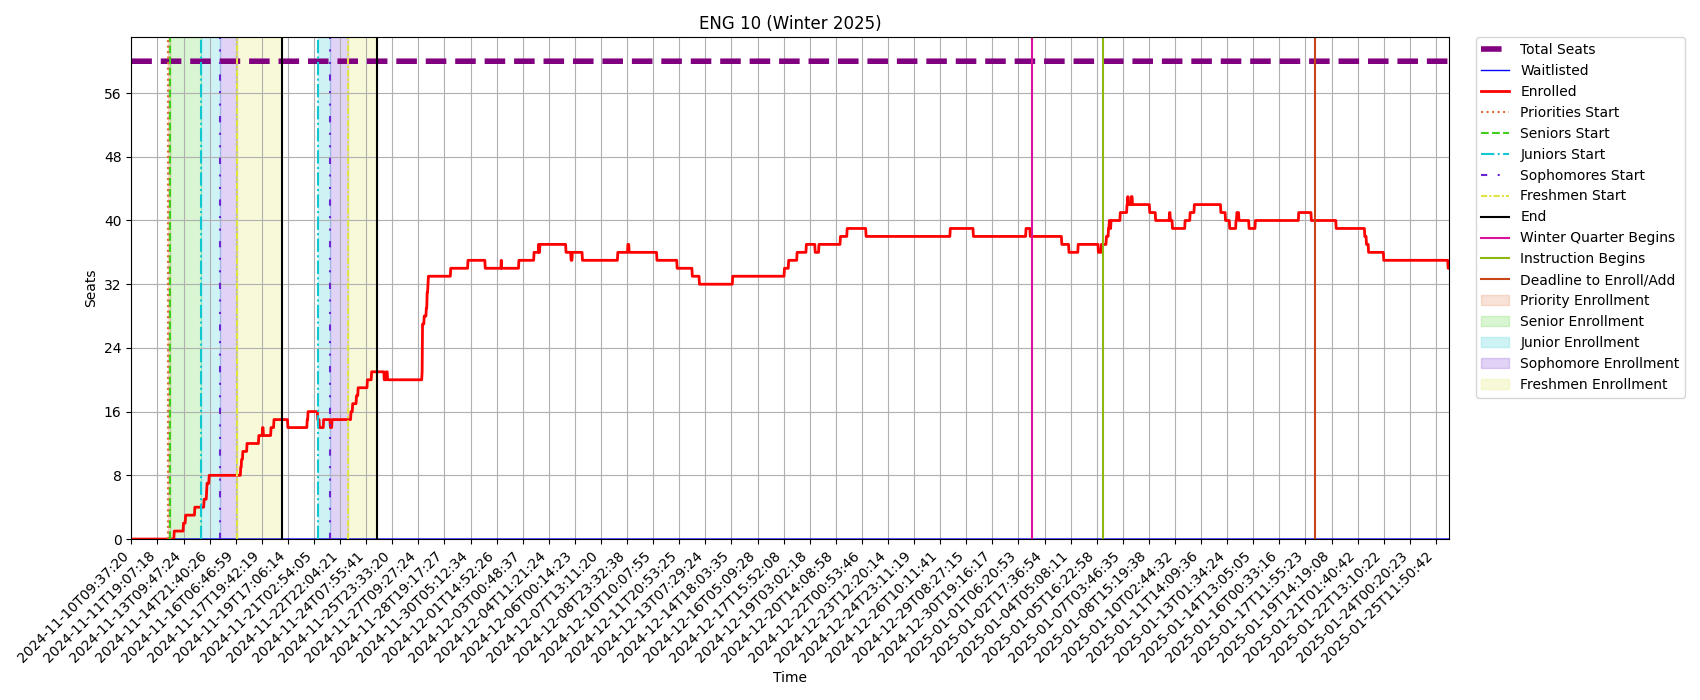 ENG 10 (Winter 2025)
Seats
56
48
40
32
24
16
8
0
2024-11-10T09:37:20
2024-11-11T19:07:18
2024-11-13T09:47:24
2024-11-14T21:40:26
2024-11-16T06:46:59
2024-11-17T19:42:19
2024-11-19T17:06:14
2024-11-21T02:54:05
2024-11-22T22:04:21
2024-11-24T07:55:41
2024-11-25T23:33:20
2024-11-27T09:27:24
2024-11-28T19:17:27
2024-11-30T05:12:34
2024-12-01T14:52:26
2024-12-03T00:48:37
2024-12-04T11:21:24
2024-12-06T00:14:23
2024-12-07T13:11:20
2024-12-08T23:32:38
2024-12-10T10:07:55
2024-12-11T20:53:25
2024-12-13T07:29:24
2024-12-14T18:03:35
2024-12-16T05:09:28
2024-12-17T15:52:08
2024-12-19T03:02:18
2024-12-20T14:08:58
2024-12-22T00:53:46
2024-12-23T12:20:14
2024-12-24T23:11:19
2024-12-26T10:11:41
2024-12-29T08:27:15
2024-12-30T19:16:17
2025-01-01T06:20:53
2025-01-02T17:36:54
2025-01-04T05:08:11
2025-01-05T16:22:58
2025-01-07T03:46:35
2025-01-08T15:19:38
2025-01-10T02:44:32
2025-01-11T14:09:36
2025-01-13T01:34:24
2025-01-14T13:05:05
2025-01-16T00:33:16
2025-01-17T11:55:23
2025-01-19T14:19:08
2025-01-21T01:40:42
2025-01-22T13:10:22
2025-01-24T00:20:23
2025-01-25T11:50:42
Time
Total Seats
Waitlisted
Enrolled
Priorities Start
Seniors Start
Juniors Start
Sophomores Start
Freshmen Start
End
Winter Quarter Begins
Instruction Begins
Deadline to Enroll/Add
Priority Enrollment
Senior Enrollment
Junior Enrollment
Sophomore Enrollment
Freshmen Enrollment